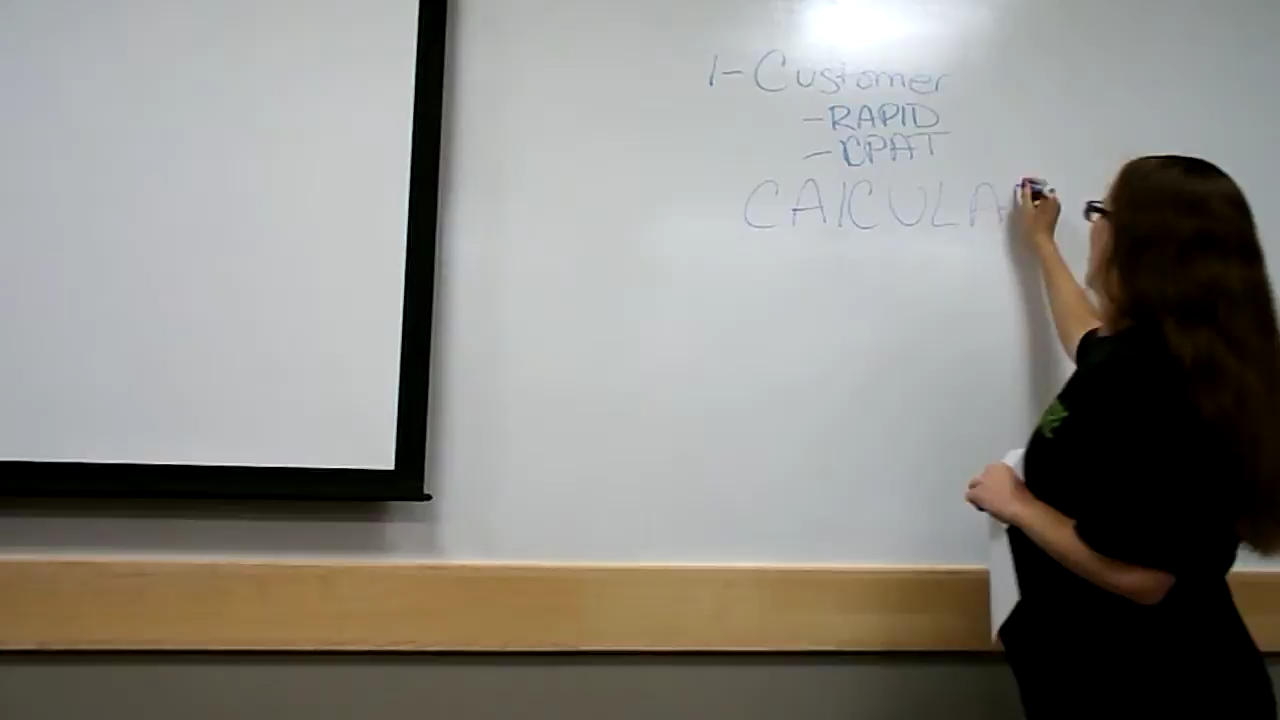 1- Customer
- RAPID
- CPAT
CAlCULA